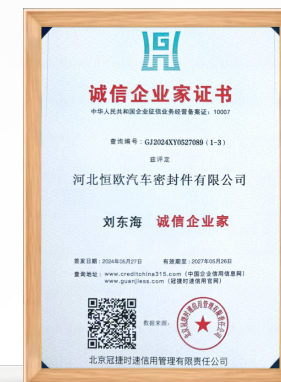 诚信企业家证书
中华人民共和国企业征信业务经营备案证：10007
查询编号：GJ2024XY0527089（1-3）
兹评定
河北恒欧汽车密封件有限公司
刘东海 诚信企业家
签发日期：2024年05月27日 有效期至：2027年05月26日
查询地址：www.creditchina315.com（中国企业信用信息网）
www.guanjiess.com（冠捷时速信用网）
数据来源：
北京冠捷时速信用管理有限责任公司